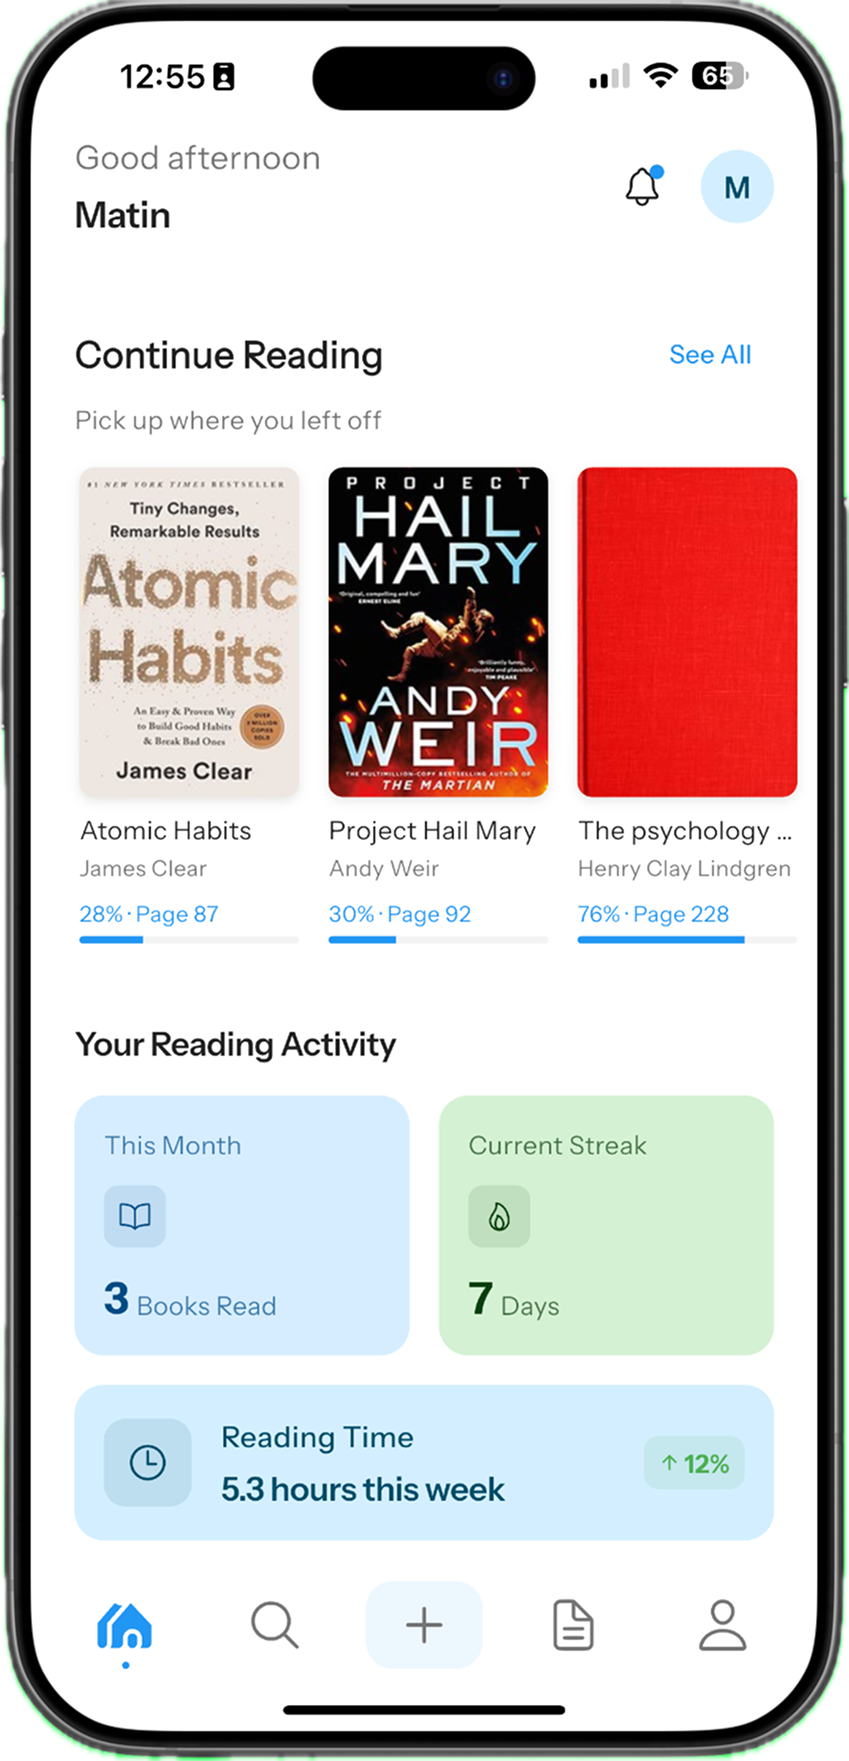 12:55
65
Good afternoon
Matin
M
Continue Reading
See All
Pick up where you left off
#1 NEW YORK TIMES BESTSELLER
Tiny Changes,
Remarkable Results
Atomic
Habits
An Easy & Proven Way
to Build Good Habits
& Break Bad Ones
OVER
COPIES
SOLD
James Clear
PROJECT
HAIL
MARY
'Original, compelling and fun'
ERNEST CLINE
'Brilliantly funny,
enjoyable and plausible'
TIM PEAKE
ANDY
WEIR
THE MULTIMILLION-COPY BESTSELLING AUTHOR OF
THE MARTIAN
Atomic Habits
James Clear
28% · Page 87
Project Hail Mary
Andy Weir
30% · Page 92
The psychology ...
Henry Clay Lindgren
76% · Page 228
Your Reading Activity
This Month
3 Books Read
Current Streak
7 Days
Reading Time
5.3 hours this week
↑ 12%